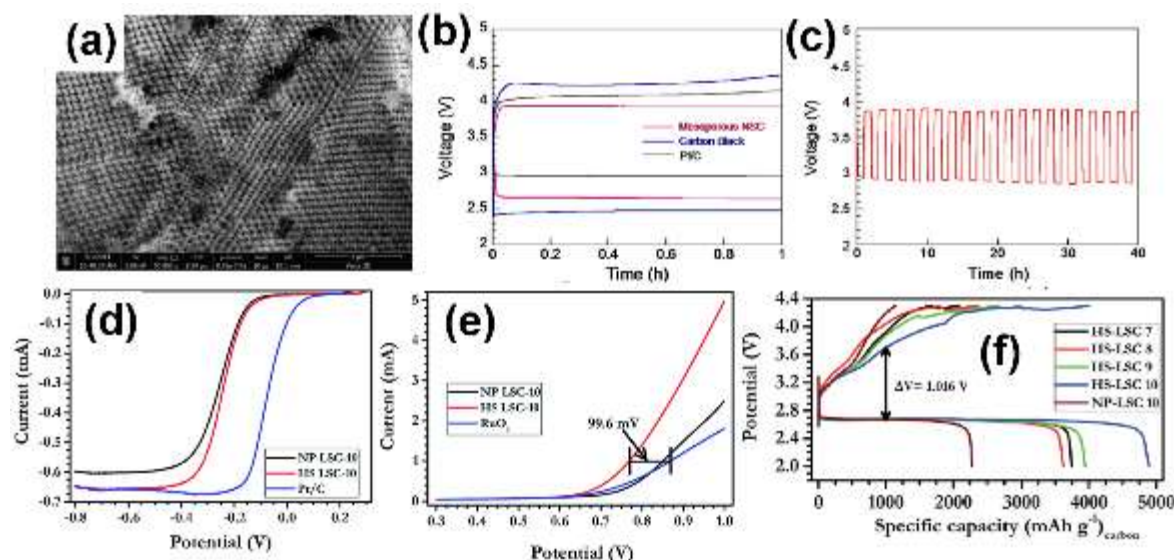 (a)
(b)
Voltage (V)
5
4.5
4
3.5
3
2.5
2
Mesoporous NSC
Carbon Black
Pt/C
0 0.2 0.4 0.6 0.8 1
Time (h)
(c)
Voltage (V)
5
4.5
4
3.5
3
2.5
2
0 10 20 30 40
Time (h)
(d)
Current (mA)
0.0
-0.1
-0.2
-0.3
-0.4
-0.5
-0.6
-0.7
NP LSC-10
HS LSC-10
Pt/C
-0.8 -0.6 -0.4 -0.2 0.0 0.2
Potential (V)
(e)
Current (mA)
5
4
3
2
1
0
NP LSC-10
HS LSC-10
RuO2
99.6 mV
0.3 0.4 0.5 0.6 0.7 0.8 0.9 1.0
Potential (V)
(f)
Potential (V)
4.4
4.0
3.6
3.2
2.8
2.4
2.0
HS-LSC 7
HS-LSC 8
HS-LSC 9
HS-LSC 10
NP-LSC 10
ΔV= 1.016 V
0 1000 2000 3000 4000 5000
Specific capacity (mAh g⁻¹)carbon